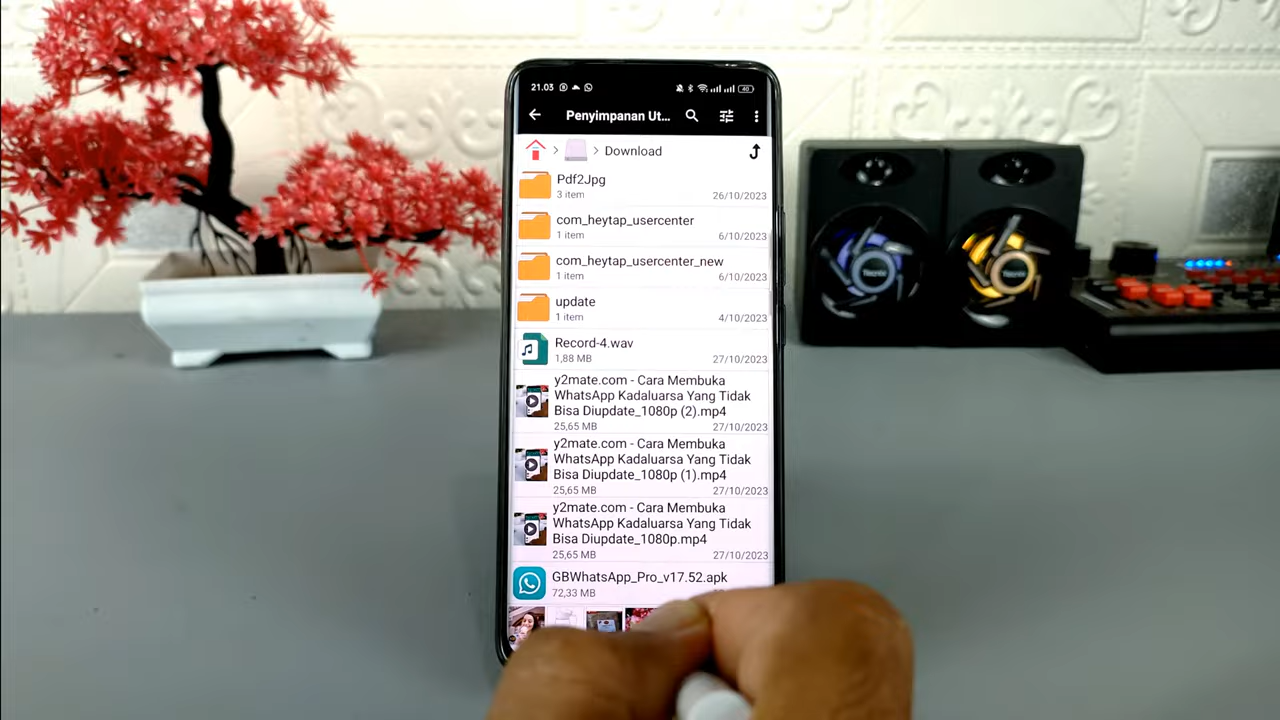 21.03
40
Penyimpanan Ut...
Download
Pdf2Jpg
3 item
26/10/2023
com_heytap_usercenter
1 item
6/10/2023
com_heytap_usercenter_new
1 item
6/10/2023
update
1 item
4/10/2023
Record-4.wav
1,88 MB
27/10/2023
y2mate.com - Cara Membuka
WhatsApp Kadaluarsa Yang Tidak
Bisa Diupdate_1080p (2).mp4
25,65 MB
27/10/2023
y2mate.com - Cara Membuka
WhatsApp Kadaluarsa Yang Tidak
Bisa Diupdate_1080p (1).mp4
25,65 MB
27/10/2023
y2mate.com - Cara Membuka
WhatsApp Kadaluarsa Yang Tidak
Bisa Diupdate_1080p.mp4
25,65 MB
27/10/2023
GBWhatsApp_Pro_v17.52.apk
72,33 MB
Tecnix
Tecnix